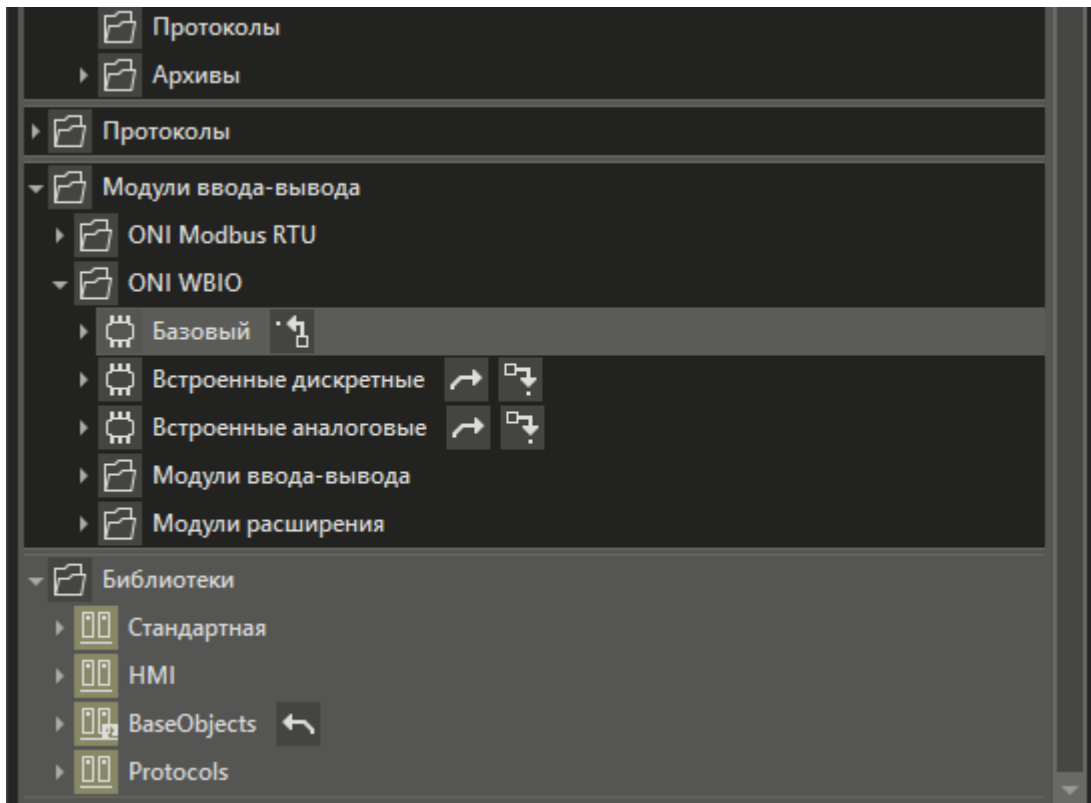 Протоколы
Архивы
Протоколы
Модули ввода-вывода
ONI Modbus RTU
ONI WBIO
Базовый
Встроенные дискретные
Встроенные аналоговые
Модули ввода-вывода
Модули расширения
Библиотеки
Стандартная
HMI
BaseObjects
Protocols